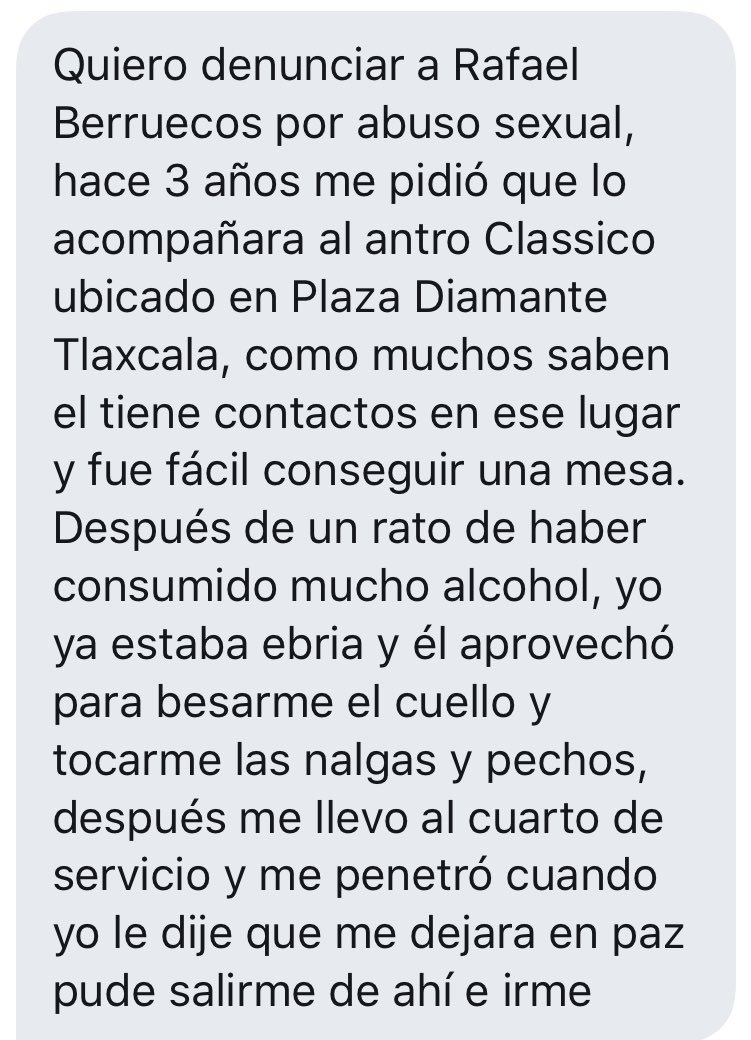 Quiero denunciar a Rafael
Berruecos por abuso sexual,
hace 3 años me pidió que lo
acompañara al antro Classico
ubicado en Plaza Diamante
Tlaxcala, como muchos saben
el tiene contactos en ese lugar
y fue fácil conseguir una mesa.
Después de un rato de haber
consumido mucho alcohol, yo
ya estaba ebria y él aprovechó
para besarme el cuello y
tocarme las nalgas y pechos,
después me llevo al cuarto de
servicio y me penetró cuando
yo le dije que me dejara en paz
pude salirme de ahí e irme